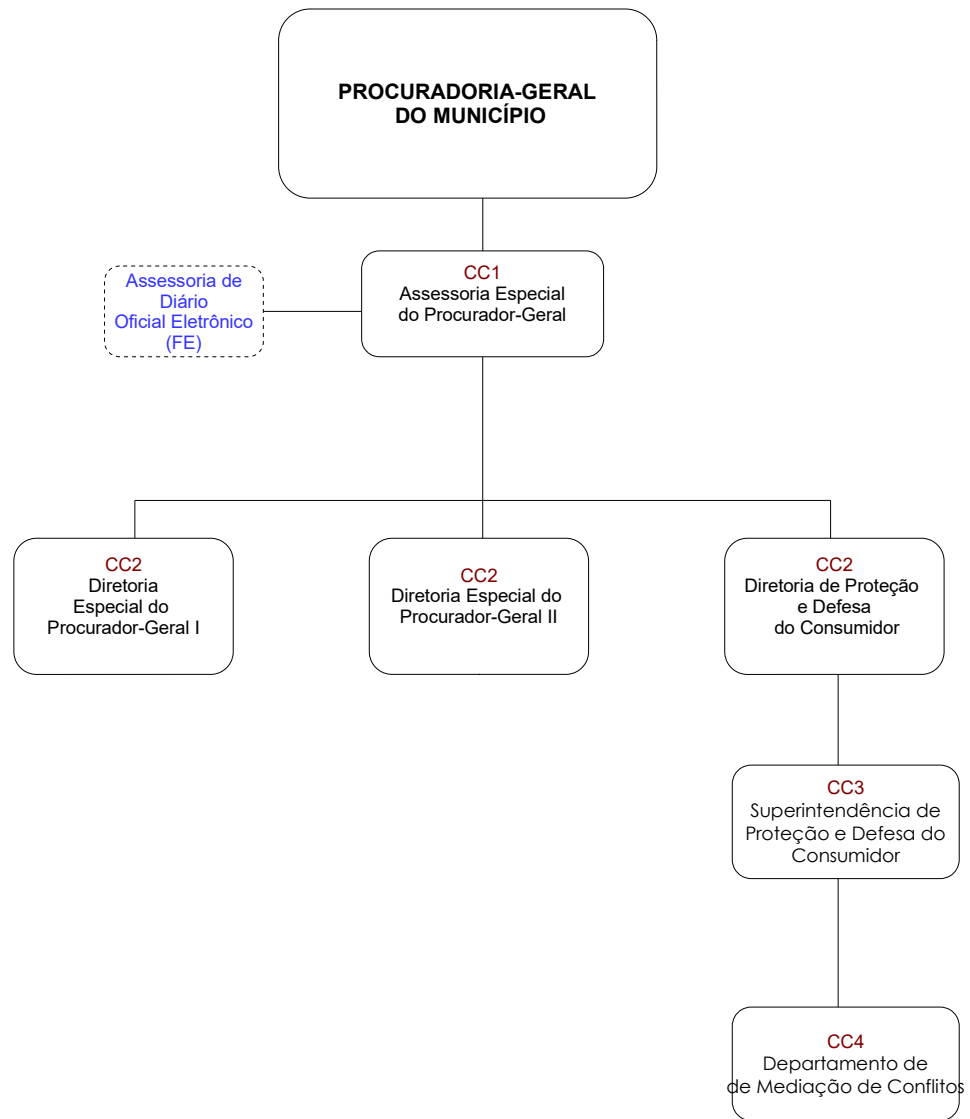 PROCURADORIA-GERAL
DO MUNICÍPIO
Assessoria de
Diário
Oficial Eletrônico
(FE)
CC1
Assessoria Especial
do Procurador-Geral
CC2
Diretoria
Especial do
Procurador-Geral I
CC2
Diretoria Especial do
Procurador-Geral II
CC2
Diretoria de Proteção
e Defesa
do Consumidor
CC3
Superintendência de
Proteção e Defesa do
Consumidor
CC4
Departamento de
de Mediação de Conflitos